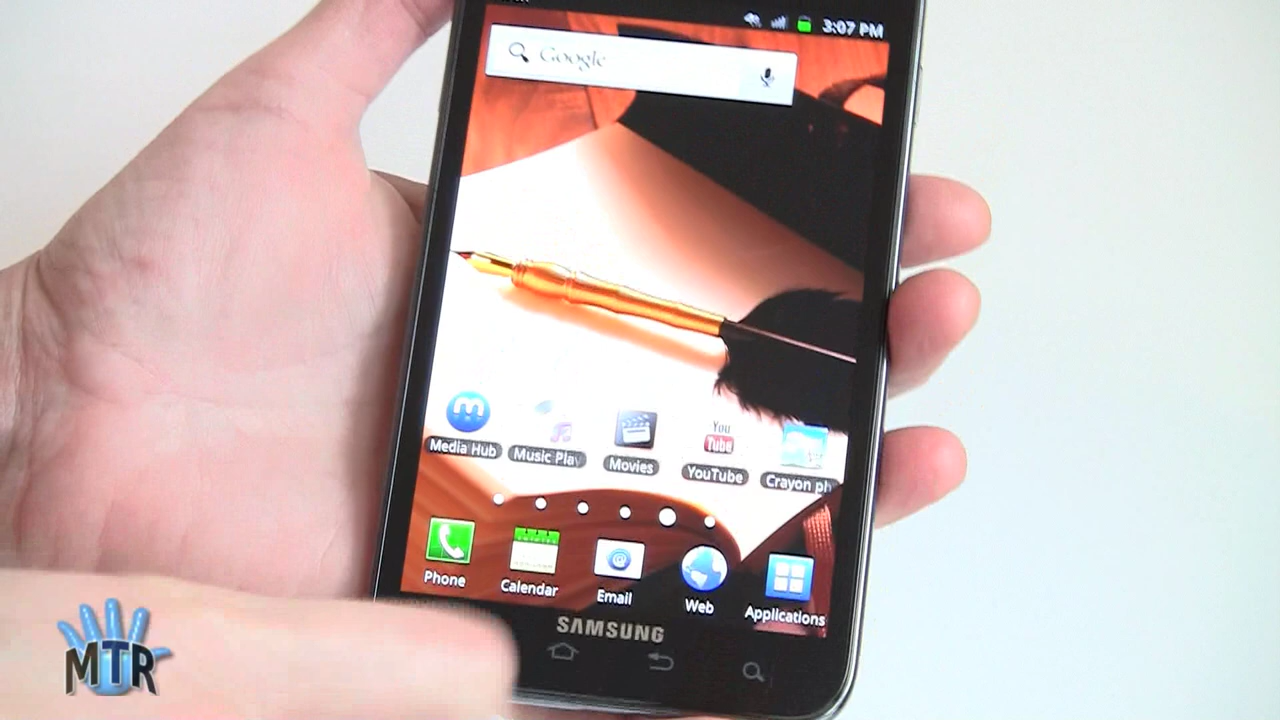 3:07 PM
Google
Media Hub
Music Play
Movies
You
Tube
YouTube
Crayon ph
Phone
Calendar
Email
Web
Applications
SAMSUNG
MTR